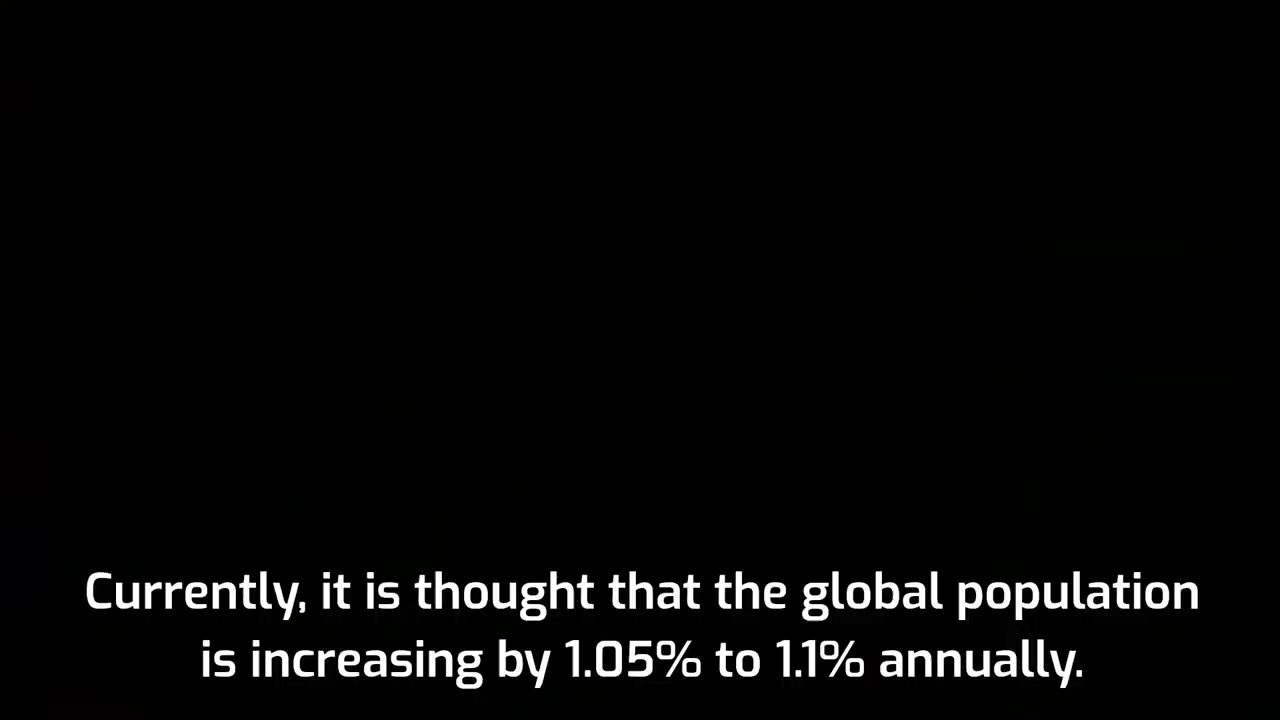 Currently, it is thought that the global population
is increasing by 1.05% to 1.1% annually.